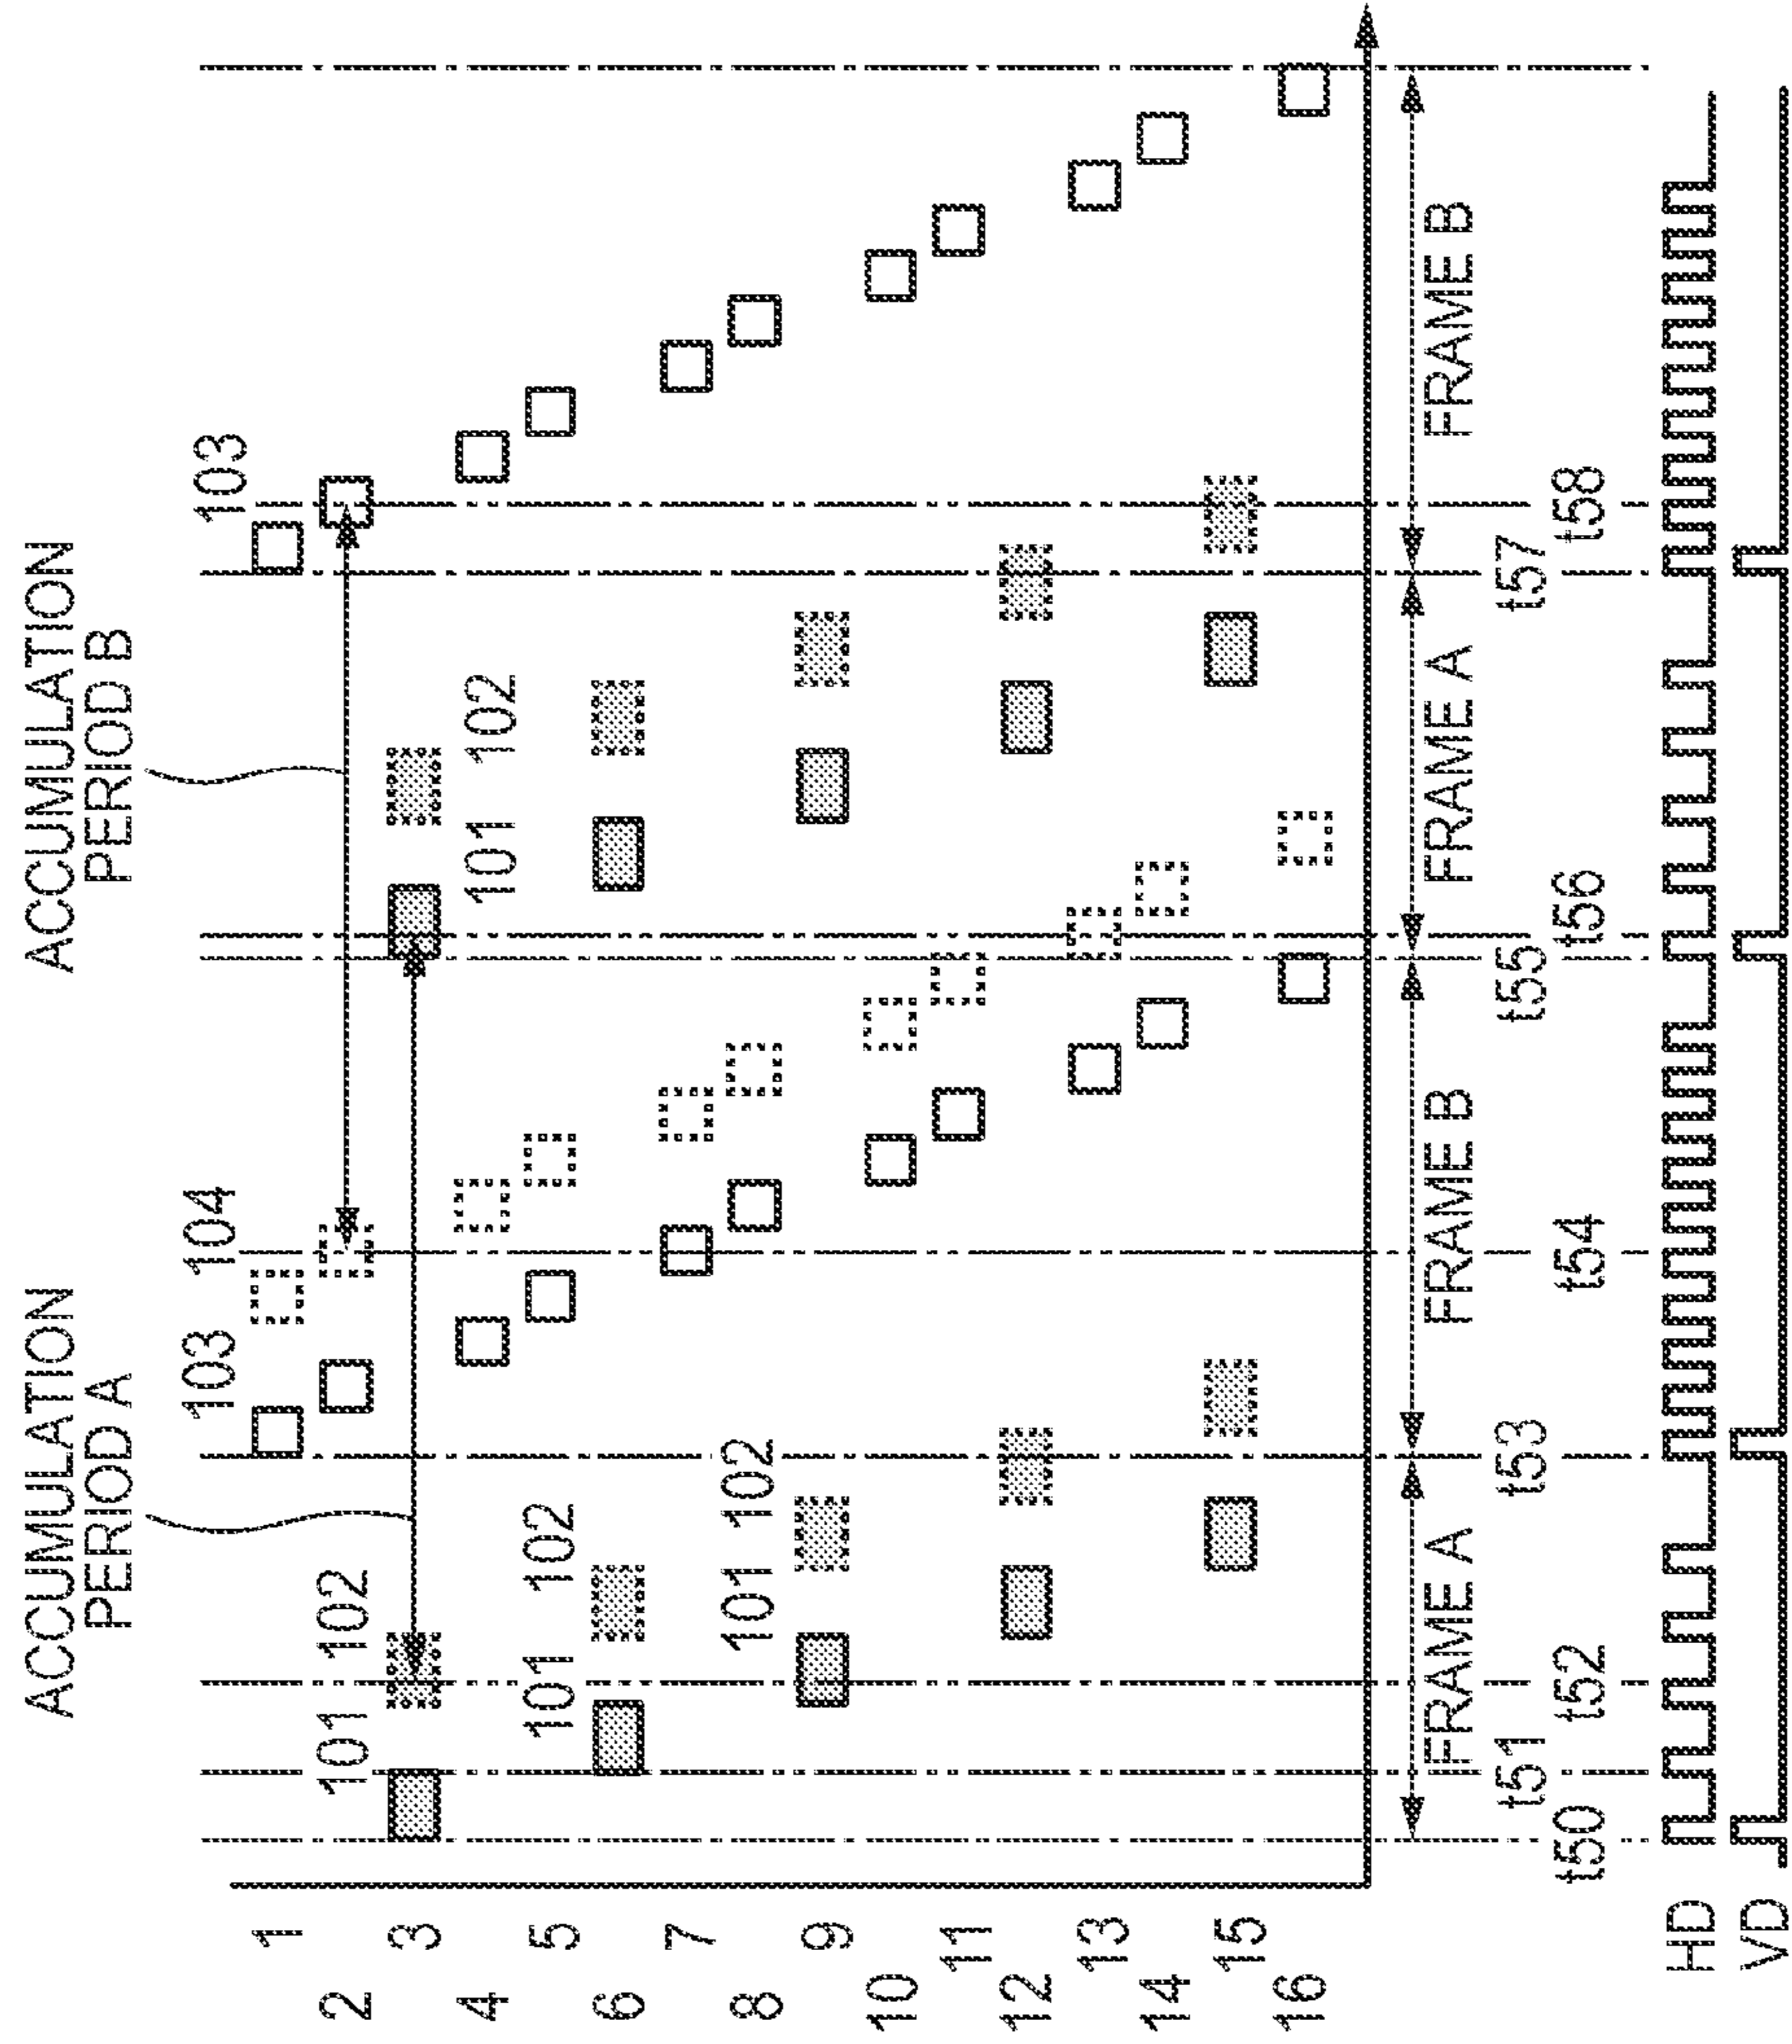 ACCUMULATION
PERIOD A
ACCUMULATION
PERIOD B
103 104
103
1
2
101 102
3
4
101 102
5
101 102
6
7
8
101 102
9
10
11
12
13
14
15
16
FRAME A
FRAME B
FRAME A
FRAME B
t51
t53
t55
t57
t50
t52
t54
t56
t58
HD
VD